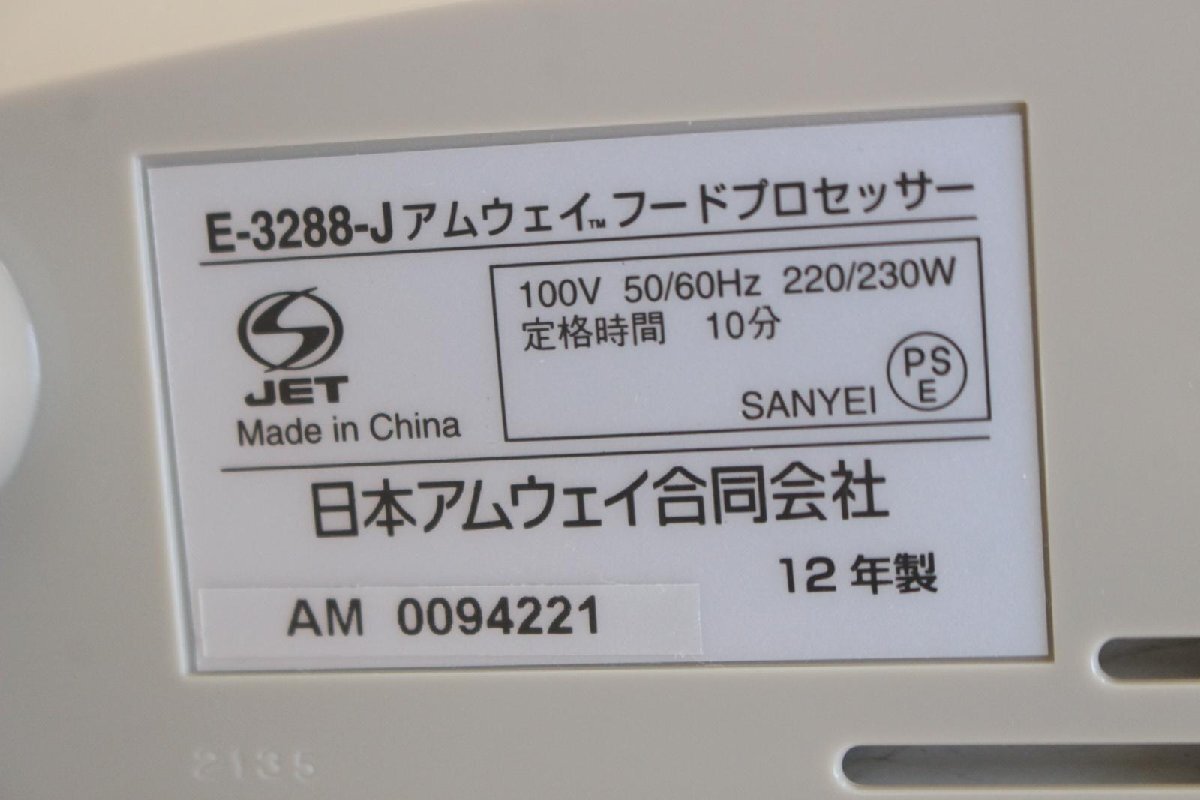 E-3288-J アムウェイ™ フードプロセッサー
JET
Made in China
100V 50/60Hz 220/230W
定格時間 10分
SANYEI
PS
E
日本アムウェイ合同会社
12年製
AM 0094221
2135